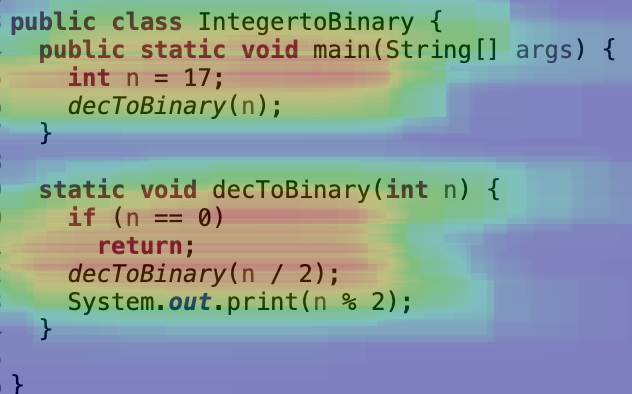 public class IntegertoBinary {
public static void main(String[] args) {
int n = 17;
decToBinary(n);
}
static void decToBinary(int n) {
if (n == 0)
return;
decToBinary(n / 2);
System.out.print(n % 2);
}
}